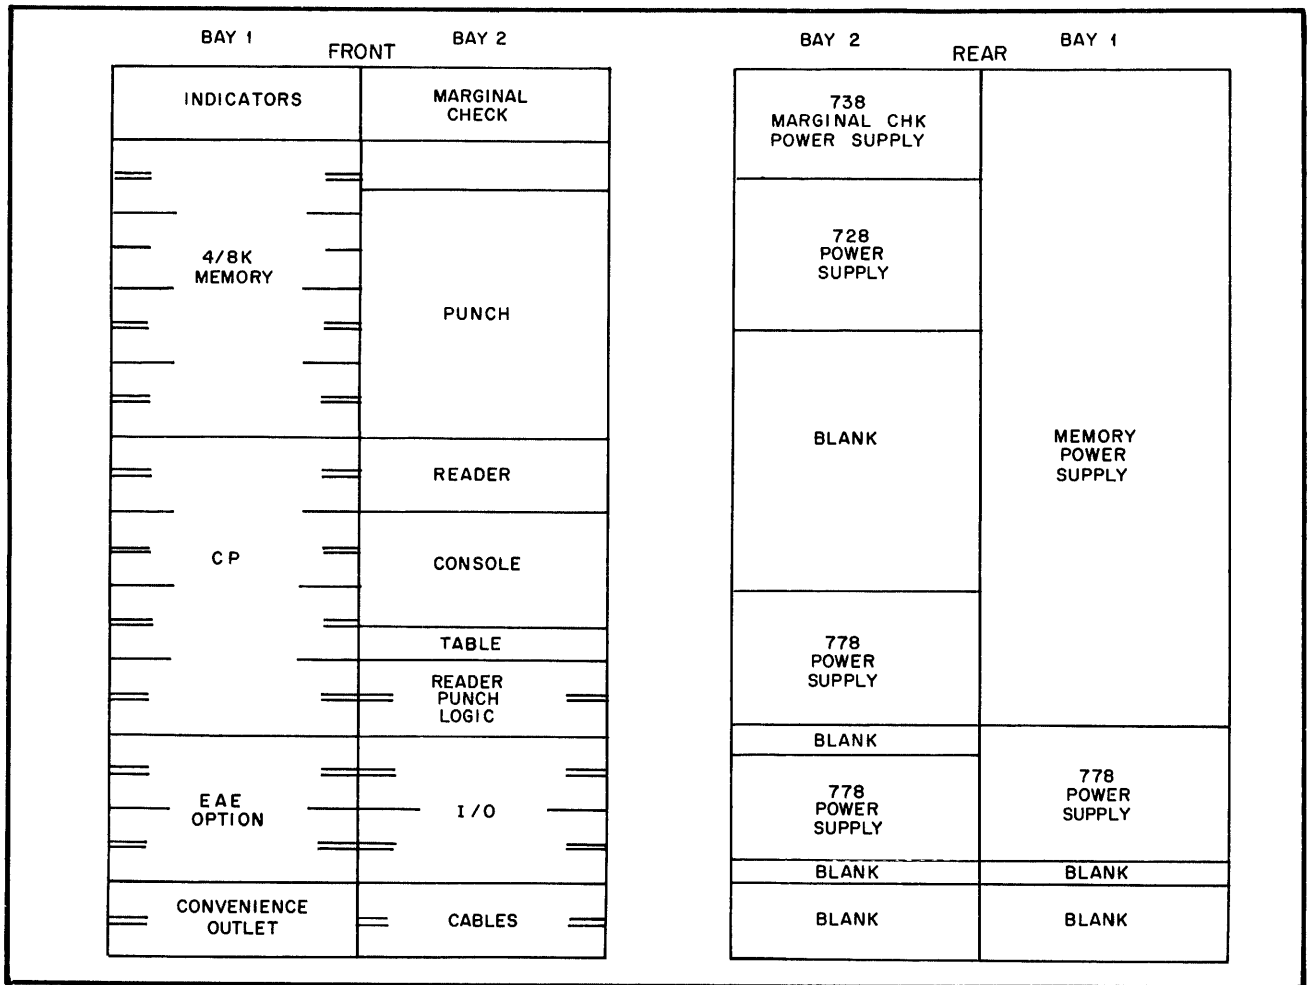 BAY 1
FRONT
BAY 2
INDICATORS
MARGINAL
CHECK
4/8K
MEMORY
PUNCH
READER
CP
CONSOLE
TABLE
READER
PUNCH
LOGIC
EAE
OPTION
I/O
CONVENIENCE
OUTLET
CABLES
BAY 2
REAR
BAY 1
738
MARGINAL CHK
POWER SUPPLY
728
POWER
SUPPLY
BLANK
MEMORY
POWER
SUPPLY
778
POWER
SUPPLY
BLANK
778
POWER
SUPPLY
778
POWER
SUPPLY
BLANK
BLANK
BLANK
BLANK